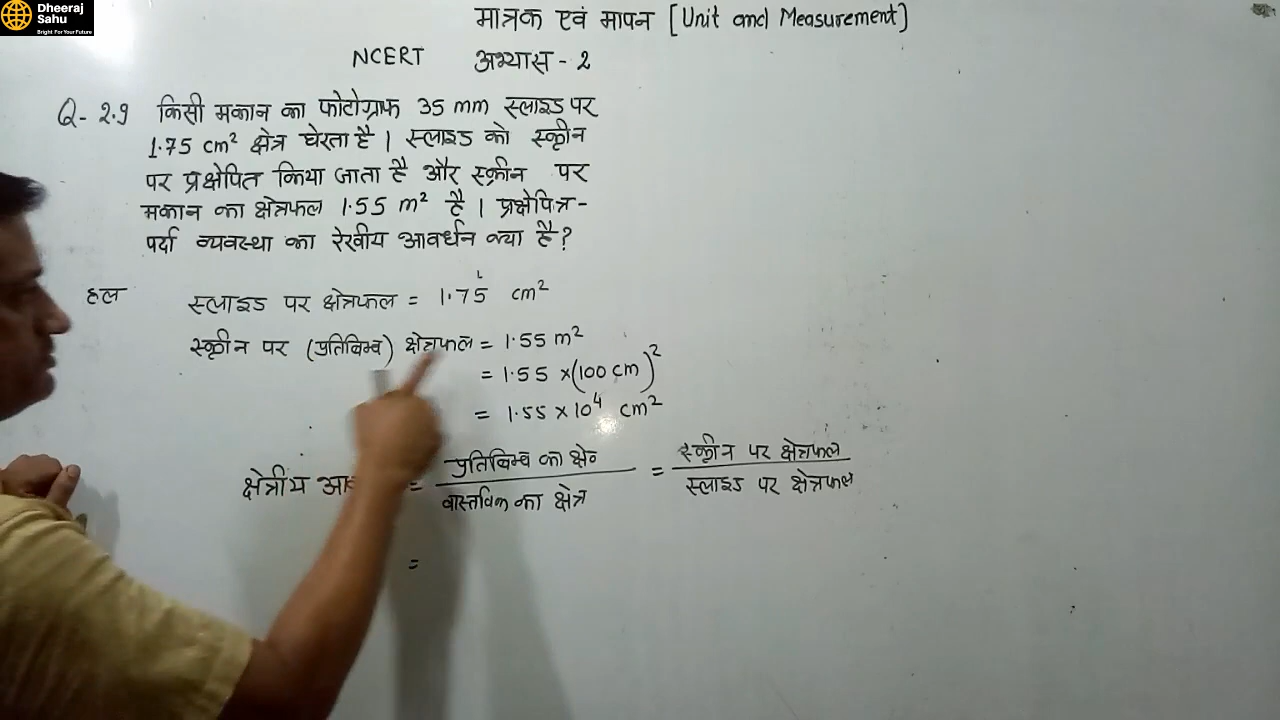 Dheeraj
Sahu
Bright For Your Future
मात्रक एवं मापन [Unit and Measurement]
NCERT अभ्यास - 2
Q- 2.9 किसी मकान का फोटोग्राफ 35 mm स्लाइड पर
1.75 cm² क्षेत्र घेरता है । स्लाइड को स्क्रीन
पर प्रक्षेपित किया जाता है और स्क्रीन पर
मकान का क्षेत्रफल 1.55 m² है । प्रक्षेपित्र-
पर्दा व्यवस्था का रेखीय आवर्धन क्या है?
हल स्लाइड पर क्षेत्रफल = 1.75 cm²
स्क्रीन पर (प्रतिबिम्ब) क्षेत्रफल = 1.55 m²
= 1.55 ×(100 cm)²
= 1.55 × 10⁴ cm²
क्षेत्रीय = प्रतिबिम्ब का क्षे० = स्क्रीन पर क्षेत्रफल
वास्तविक का क्षेत्र स्लाइड पर क्षेत्रफल
=